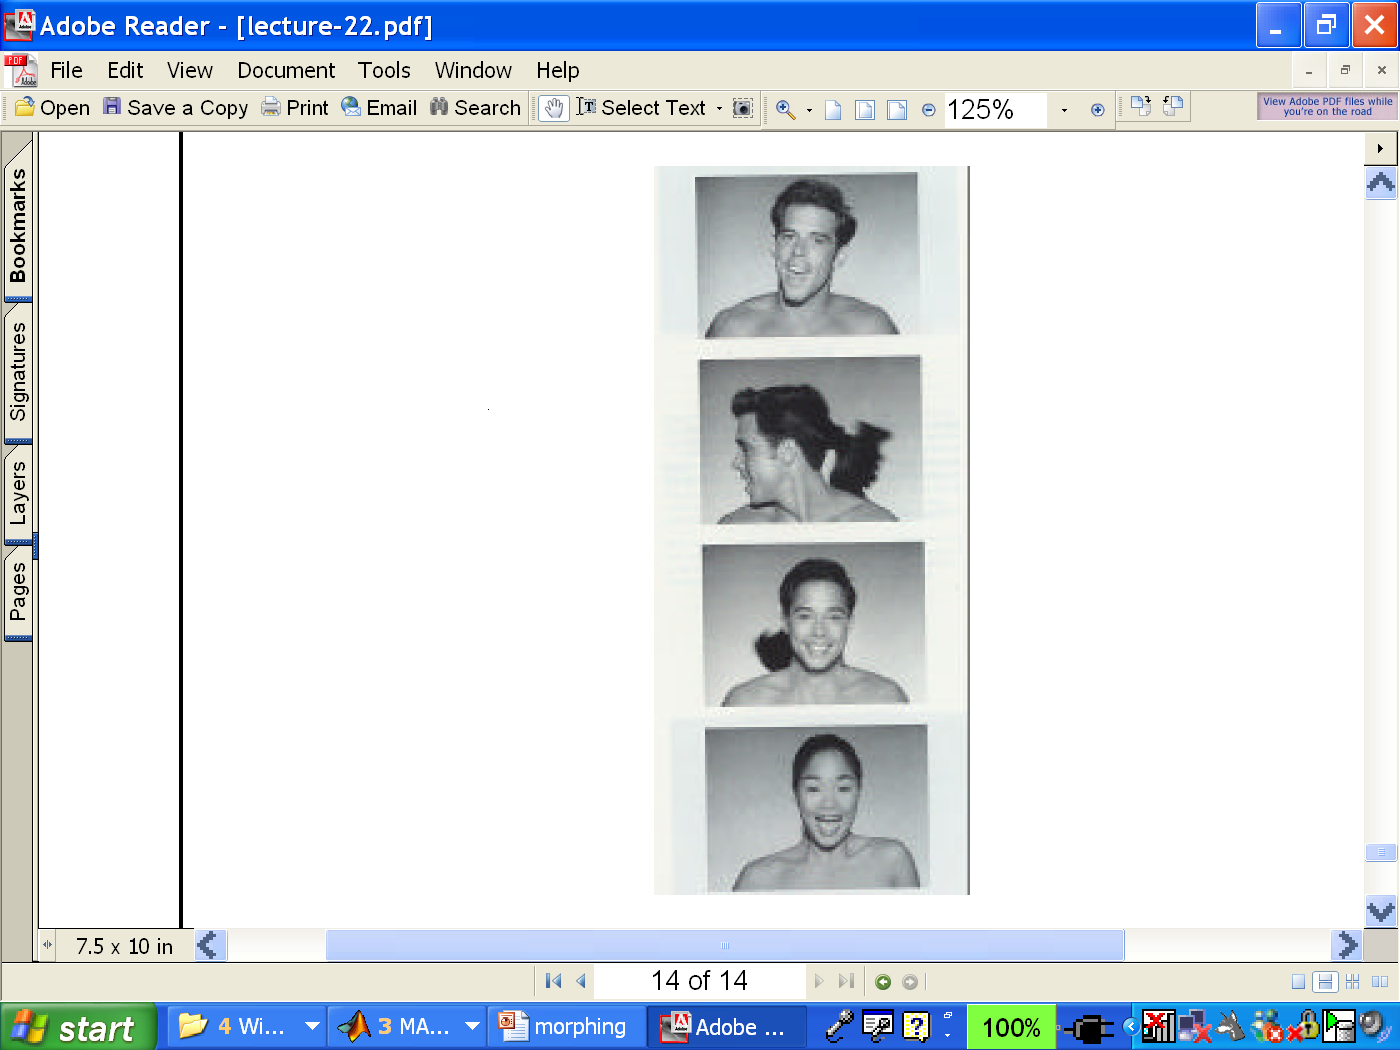 Adobe Reader - [lecture-22.pdf]
File Edit View Document Tools Window Help
Open Save a Copy Print Email Search Select Text 125% View Adobe PDF files while
you're on the road
Bookmarks
Signatures
Layers
Pages
7.5 x 10 in
14 of 14
start 4 Wi... 3 MA... morphing Adobe ... 100%